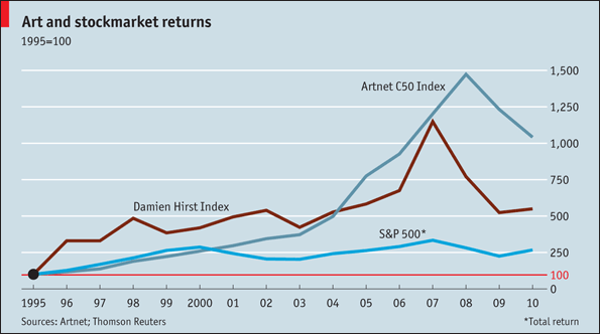 Art and stockmarket returns
1995=100
1,500
Artnet C50 Index
1,250
1,000
750
Damien Hirst Index
500
S&P 500*
250
100
0
1995 96 97 98 99 2000 01 02 03 04 05 06 07 08 09 10
Sources: Artnet; Thomson Reuters *Total return